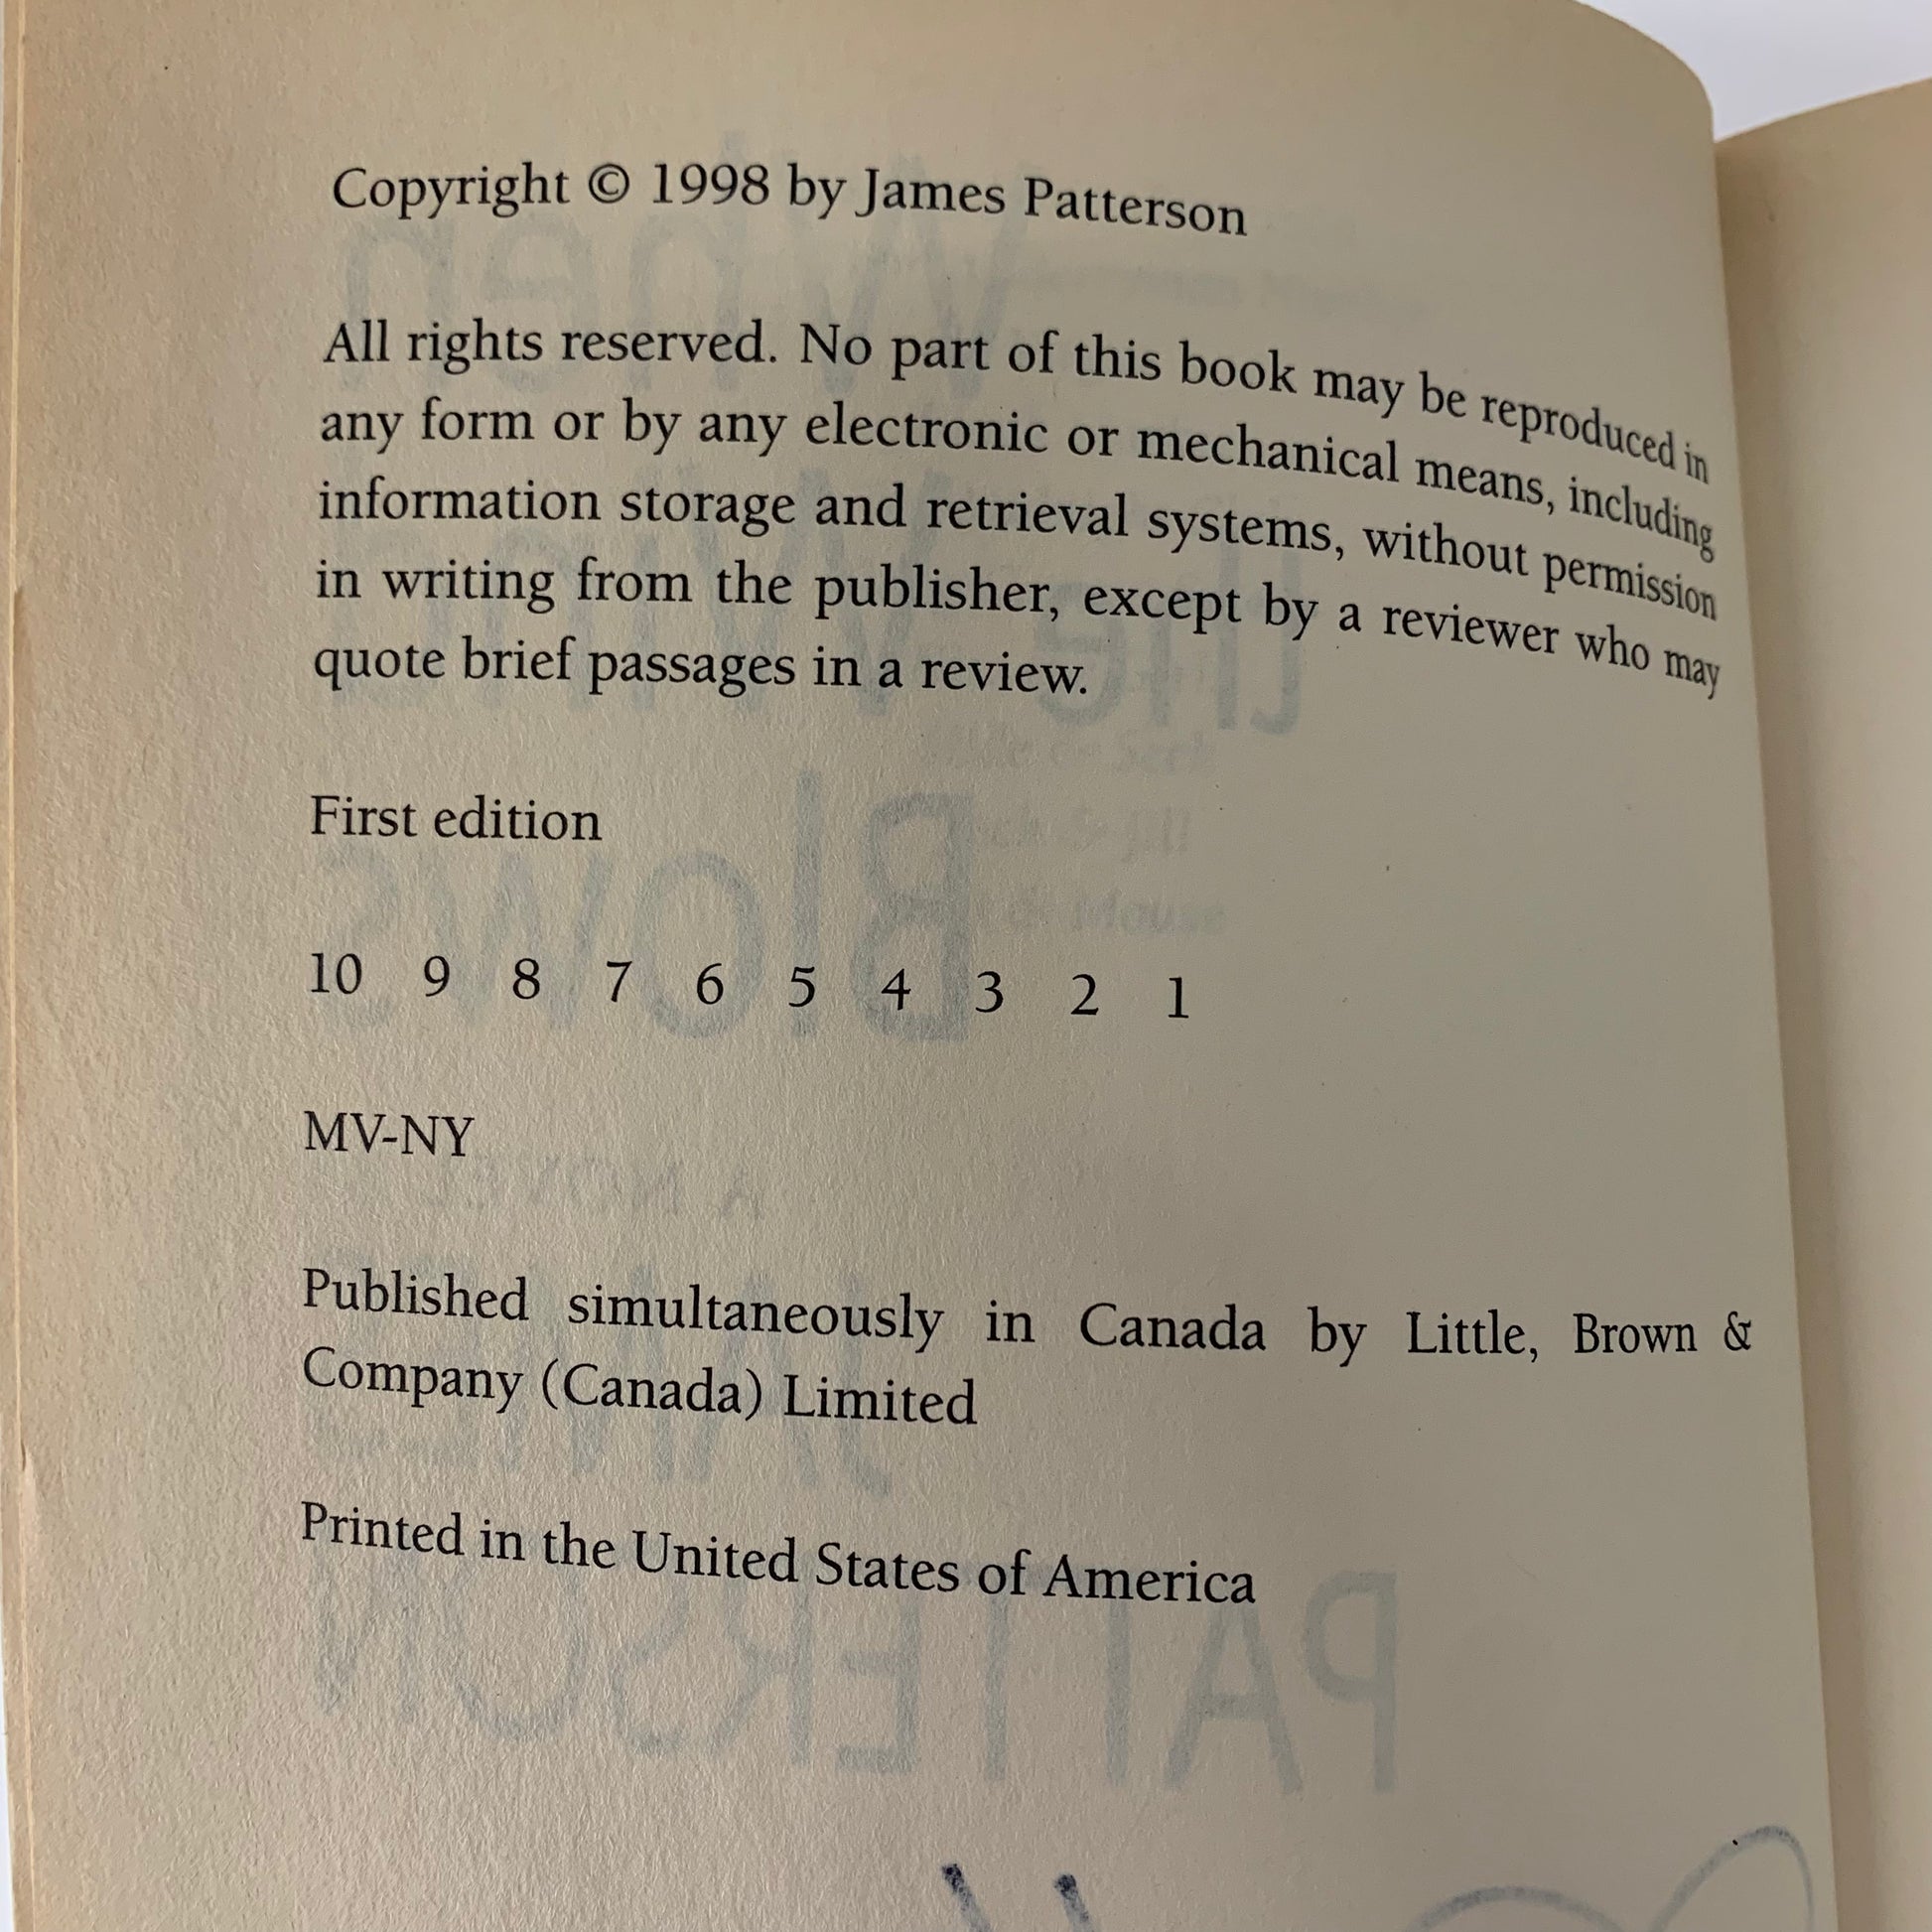 Copyright © 1998 by James Patterson
All rights reserved. No part of this book may be reproduced in
any form or by any electronic or mechanical means, including
information storage and retrieval systems, without permission
in writing from the publisher, except by a reviewer who may
quote brief passages in a review.
First edition
10 9 8 7 6 5 4 3 2 1
MV-NY
Published simultaneously in Canada by Little, Brown &
Company (Canada) Limited
Printed in the United States of America